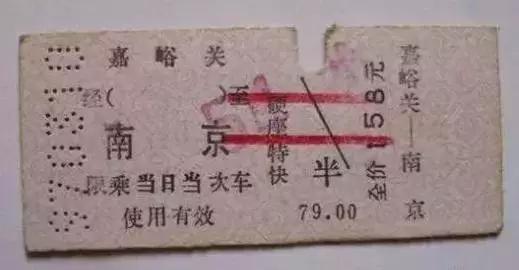 嘉峪关
经( )至
南京
限乘当日当次车
使用有效
硬座特快
半
79.00
全价158元
嘉峪关—南京